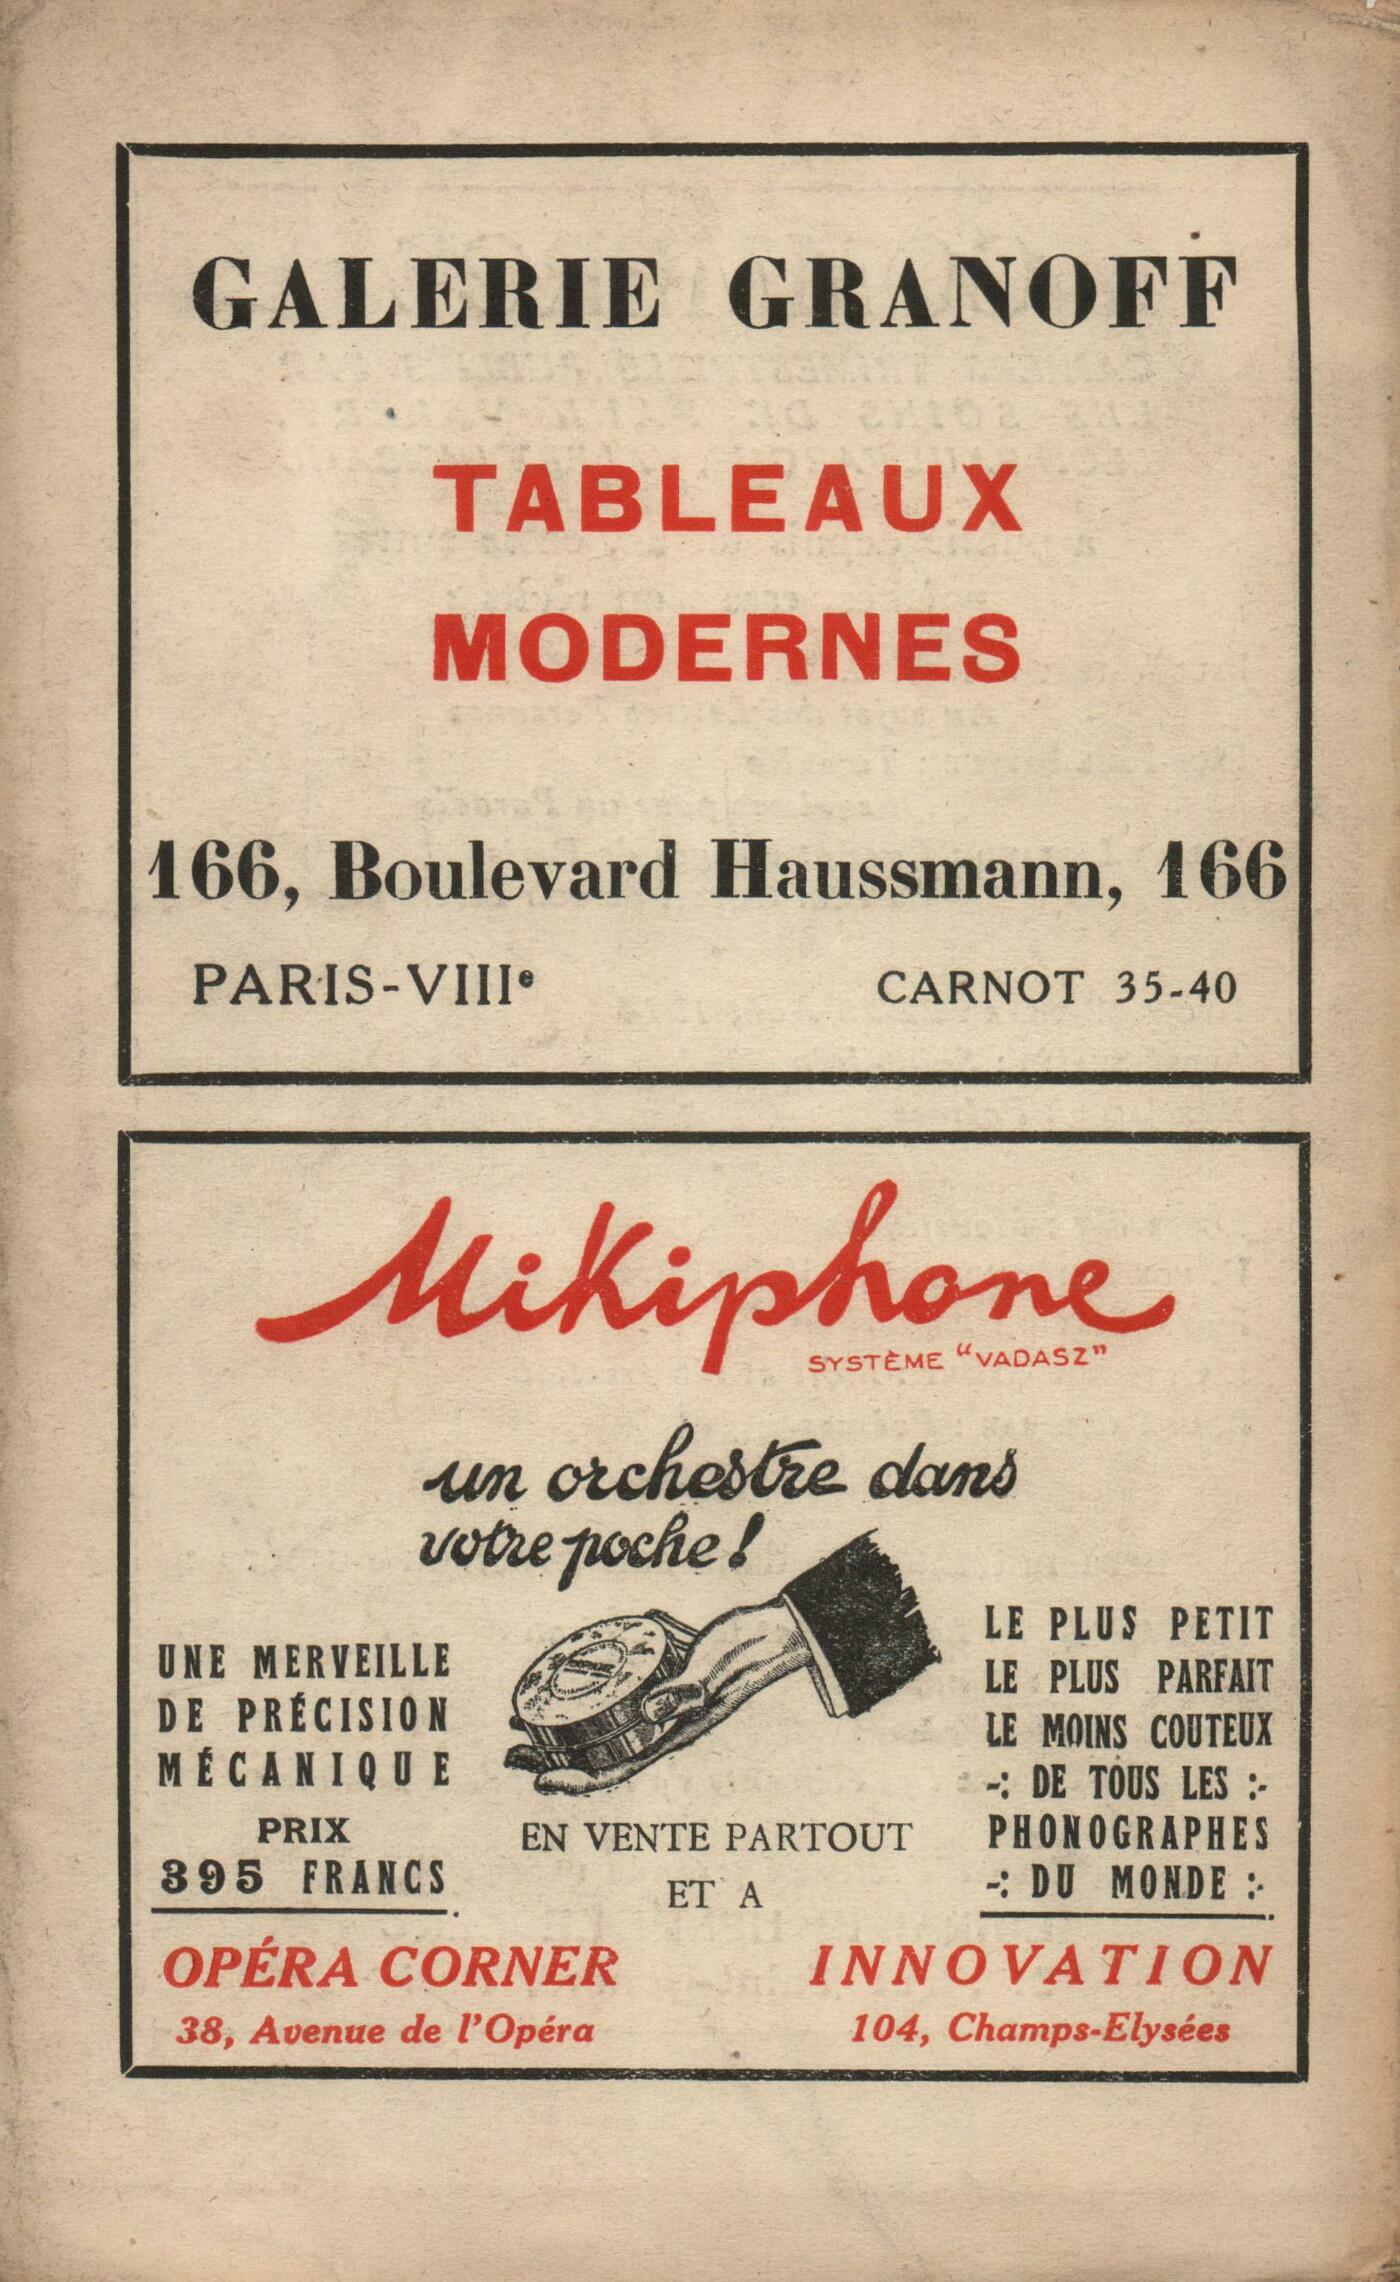 GALERIE GRANOFF
TABLEAUX
MODERNES
166, Boulevard Haussmann, 166
PARIS-VIIIe
CARNOT 35-40
Mikiphone
SYSTÈME "VADASZ"
un orchestre dans
votre poche !
UNE MERVEILLE
DE PRÉCISION
MÉCANIQUE
PRIX
395 FRANCS
EN VENTE PARTOUT
ET A
LE PLUS PETIT
LE PLUS PARFAIT
LE MOINS COUTEUX
-: DE TOUS LES :-
PHONOGRAPHES
-: DU MONDE :-
OPÉRA CORNER
38, Avenue de l'Opéra
INNOVATION
104, Champs-Elysées